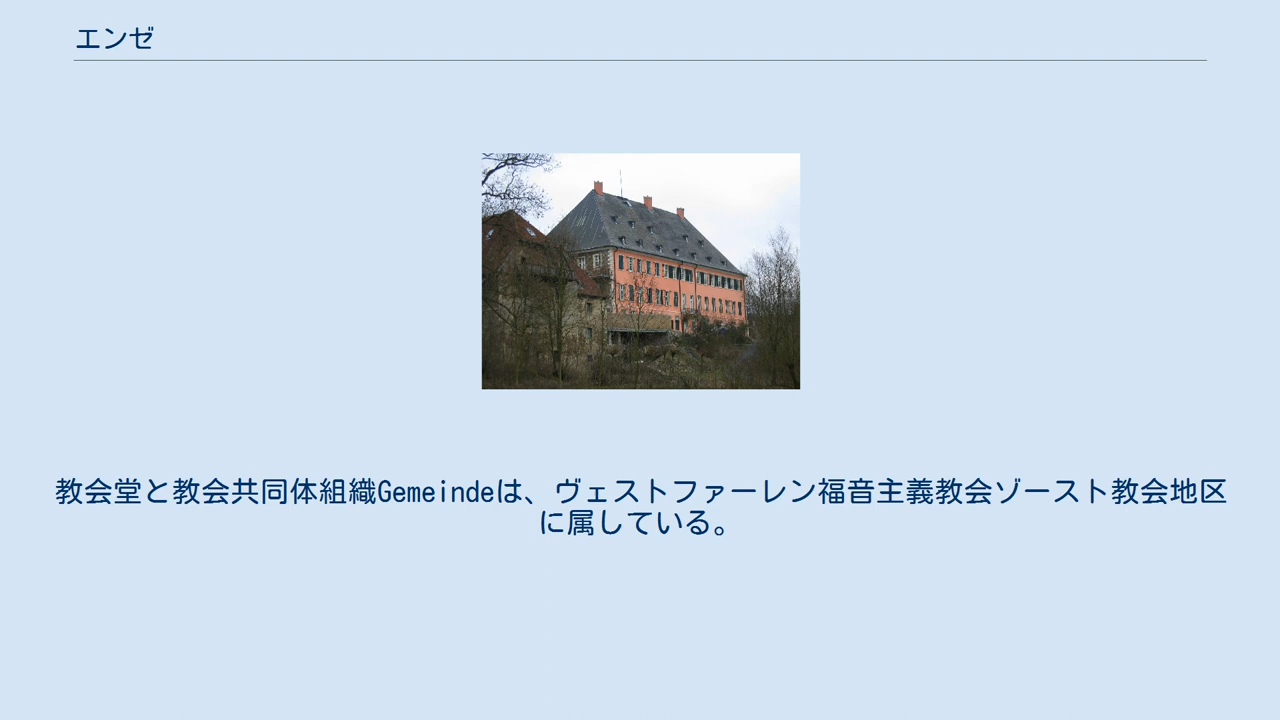 エンゼ
教会堂と教会共同体組織Gemeindeは、ヴェストファーレン福音主義教会ゾースト教会地区
に属している。